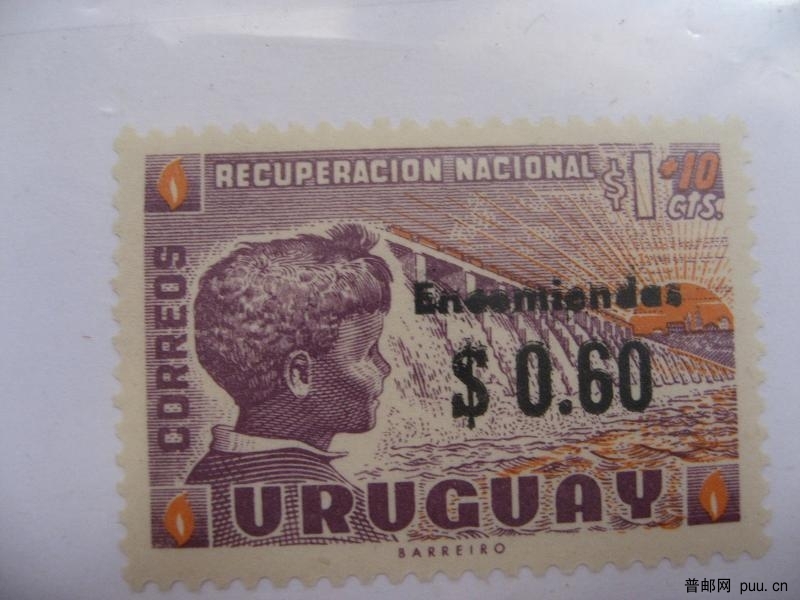 RECUPERACION NACIONAL $1 +10
CTS.
CORREOS
Encomiendas
$ 0.60
URUGUAY
BARREIRO
普邮网 puu.cn